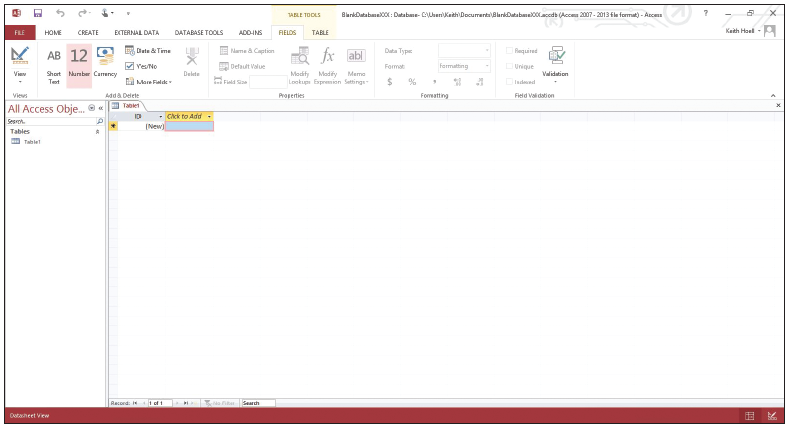 TABLE TOOLS
BlankDatabaseXXX : Database- C:\Users\Keith\Documents\BlankDatabaseXXX.accdb (Access 2007 - 2013 file format) - Access
?
FILE HOME CREATE EXTERNAL DATA DATABASE TOOLS ADD-INS FIELDS TABLE
Keith Hoell
View
Views
AB
Short
Text
12
Number
Currency
Date & Time
Yes/No
More Fields
Delete
Add & Delete
Name & Caption
Default Value
Field Size
Modify
Lookups
fx
Modify
Expression
ab
Memo
Settings
Properties
Data Type:
Format: Formatting
$ %
Formatting
Required
Unique
Indexed
Validation
Field Validation
All Access Obje...
Search..
Tables
Table1
Table1
ID Click to Add
(New)
Record: 1 of 1 No Filter Search
Datasheet View